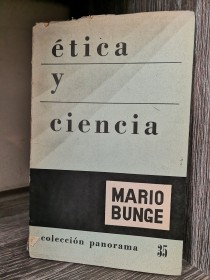 ética
y
ciencia
MARIO
BUNGE
colección panorama 35